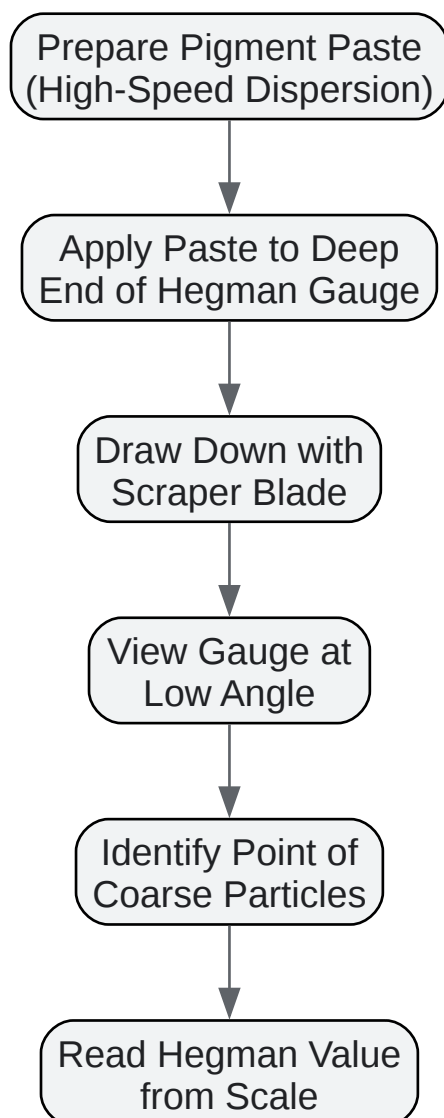 Prepare Pigment Paste
(High-Speed Dispersion)
Apply Paste to Deep
End of Hegman Gauge
Draw Down with
Scraper Blade
View Gauge at
Low Angle
Identify Point of
Coarse Particles
Read Hegman Value
from Scale